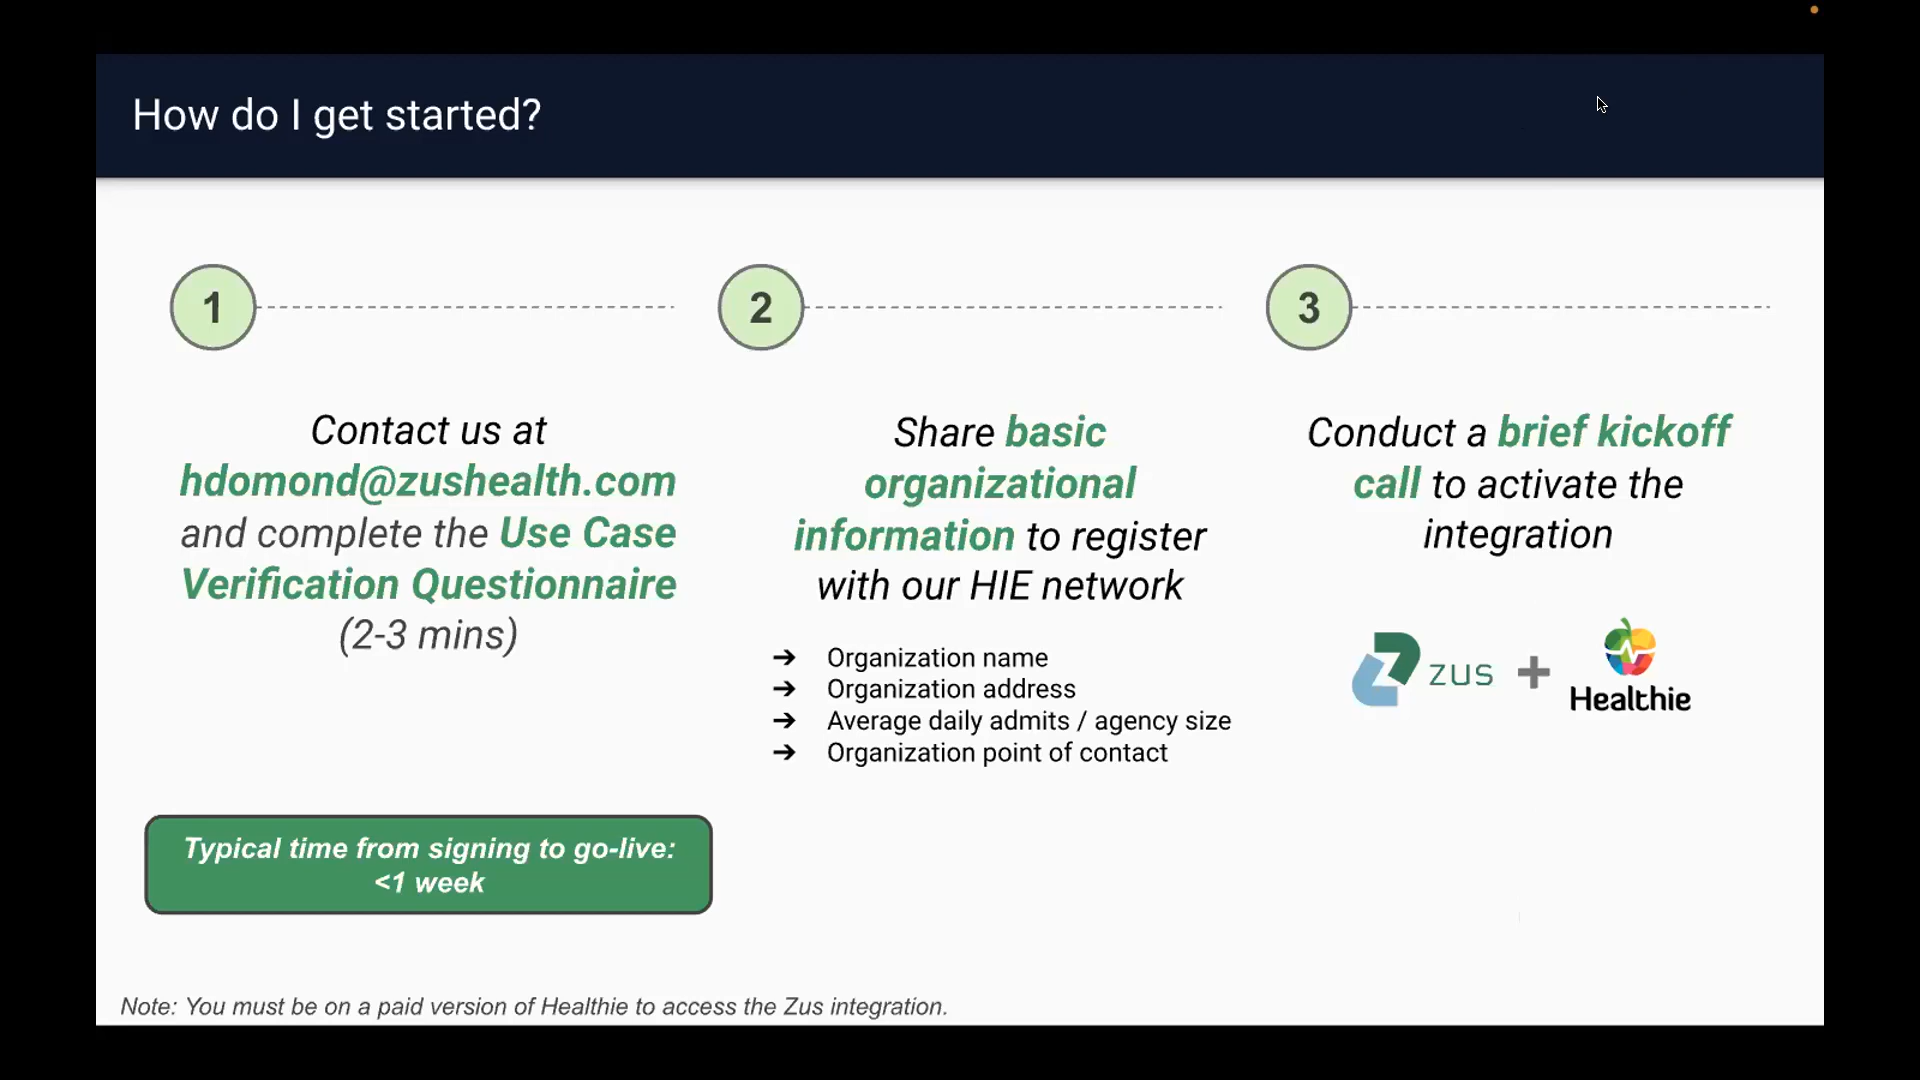 How do I get started?
1
2
3
Contact us at
hdomond@zushealth.com
and complete the Use Case
Verification Questionnaire
(2-3 mins)
Share basic
organizational
information to register
with our HIE network
➔ Organization name
➔ Organization address
➔ Average daily admits / agency size
➔ Organization point of contact
Conduct a brief kickoff
call to activate the
integration
zus + Healthie
Typical time from signing to go-live:
<1 week
Note: You must be on a paid version of Healthie to access the Zus integration.